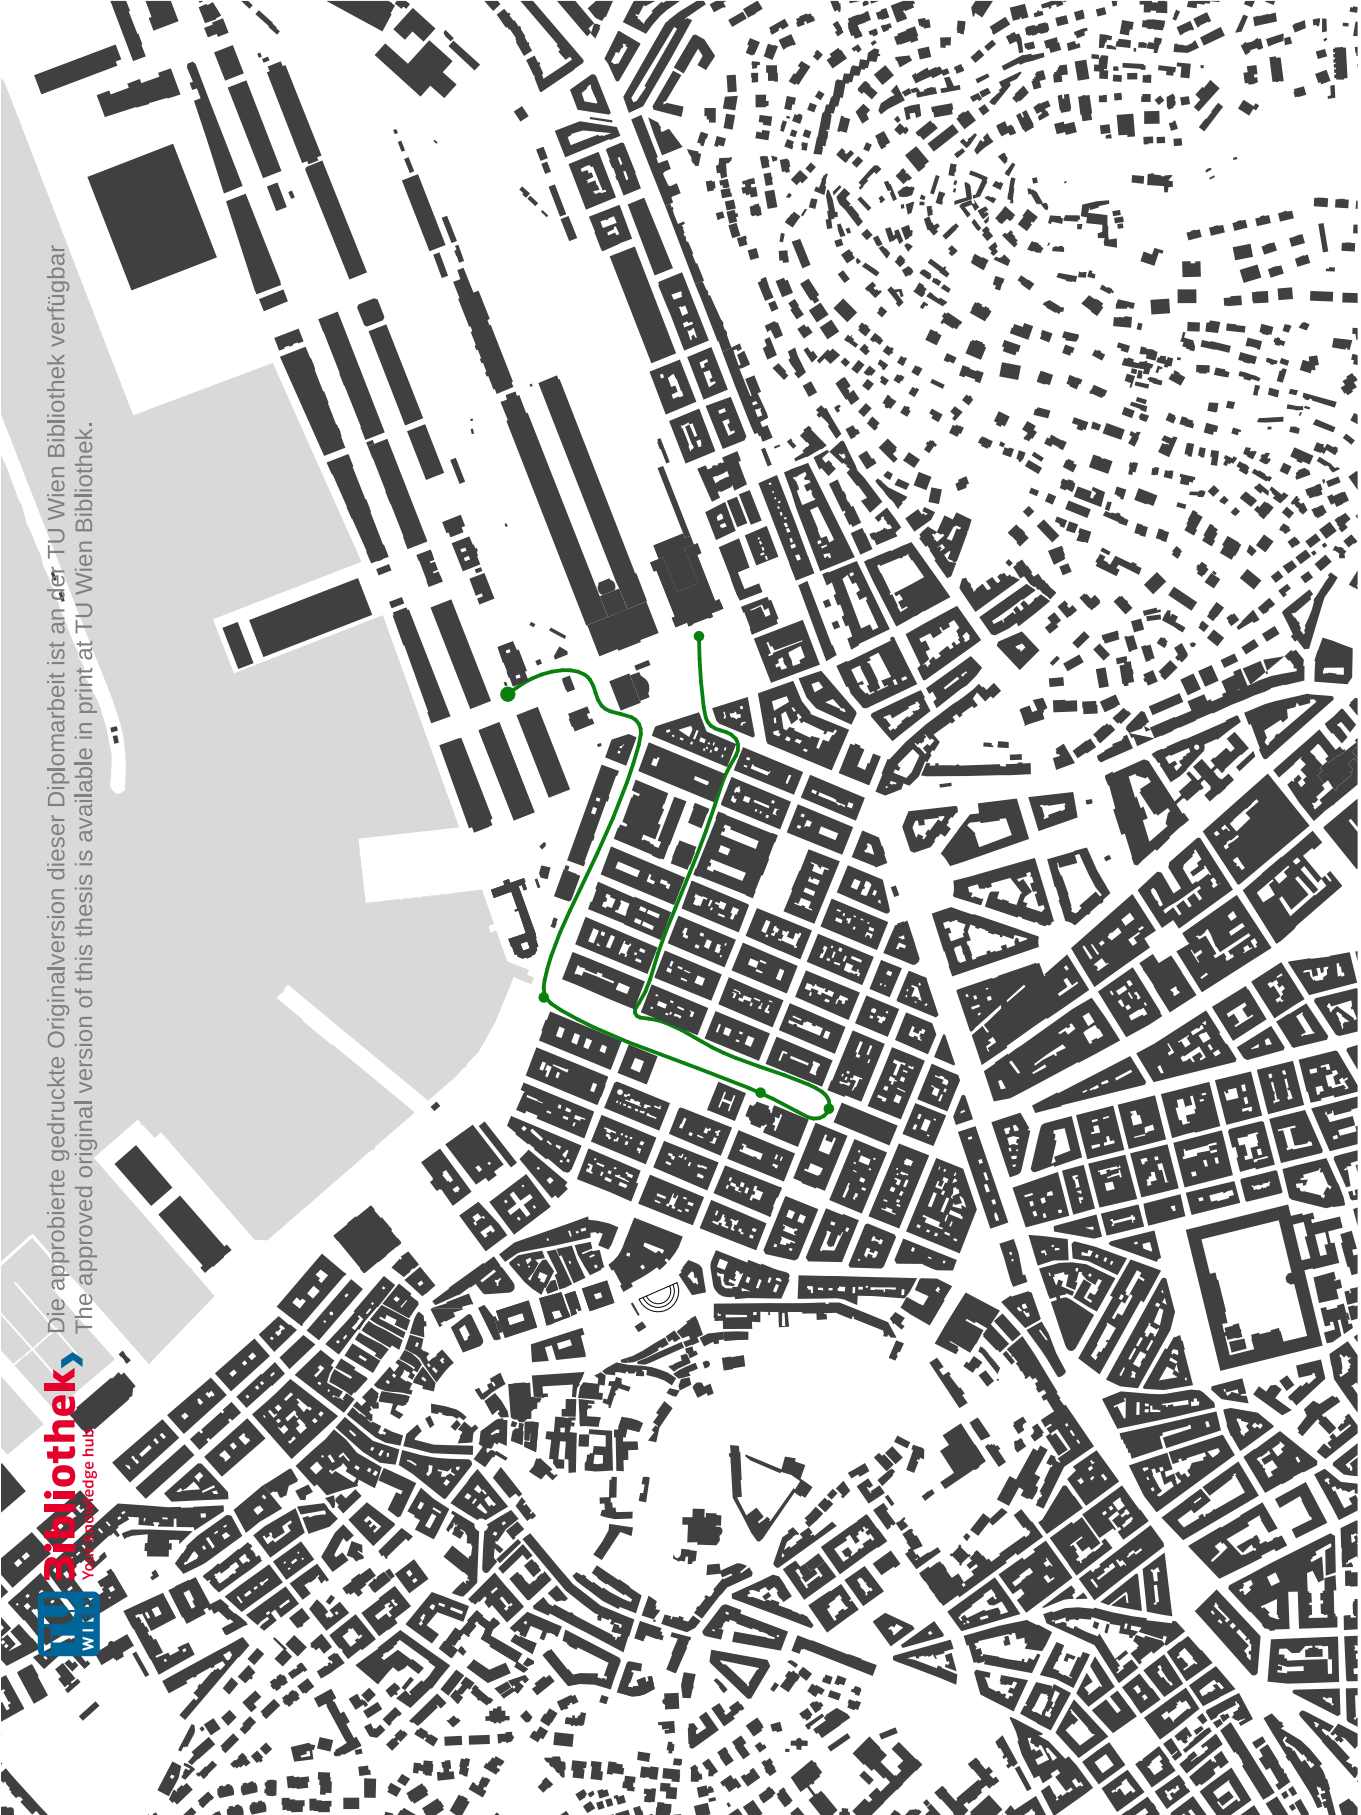 Die approbierte gedruckte Originalversion dieser Diplomarbeit ist an der TU Wien Bibliothek verfügbar
The approved original version of this thesis is available in print at TU Wien Bibliothek.
TU Bibliothek
WIEN Your knowledge hub